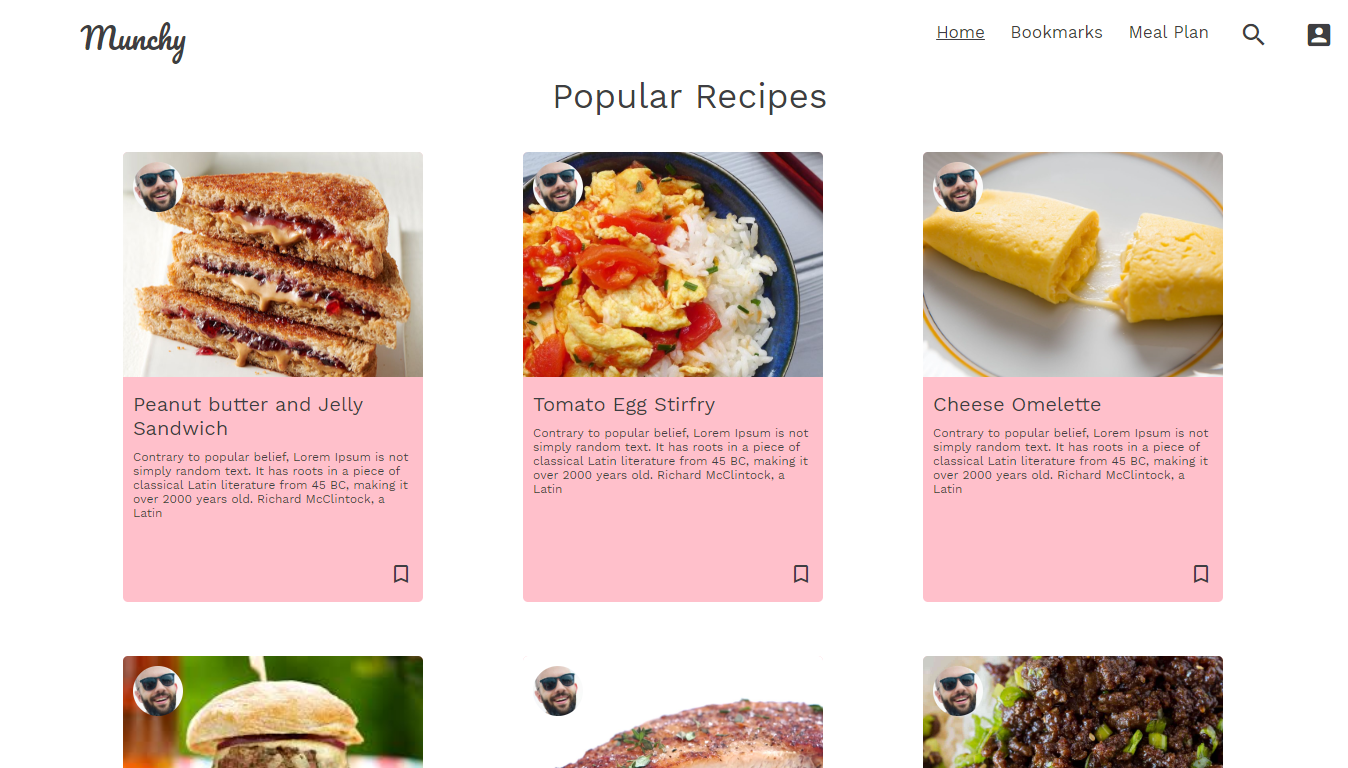 Munchy
Home Bookmarks Meal Plan
Popular Recipes
Peanut butter and Jelly
Sandwich
Contrary to popular belief, Lorem Ipsum is not
simply random text. It has roots in a piece of
classical Latin literature from 45 BC, making it
over 2000 years old. Richard McClintock, a
Latin
Tomato Egg Stirfry
Contrary to popular belief, Lorem Ipsum is not
simply random text. It has roots in a piece of
classical Latin literature from 45 BC, making it
over 2000 years old. Richard McClintock, a
Latin
Cheese Omelette
Contrary to popular belief, Lorem Ipsum is not
simply random text. It has roots in a piece of
classical Latin literature from 45 BC, making it
over 2000 years old. Richard McClintock, a
Latin